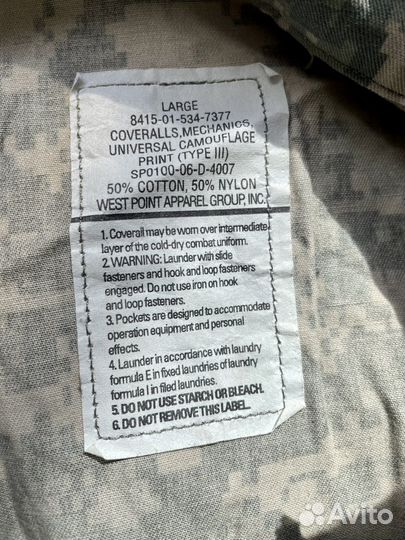 LARGE
8415-01-534-7377
COVERALLS,MECHANICS,
UNIVERSAL CAMOUFLAGE
PRINT (TYPE III)
SP0100-06-D-4007
50% COTTON, 50% NYLON
WEST POINT APPAREL GROUP, INC.
1. Coverall may be worn over intermediate
layer of the cold-dry combat uniform.
2. WARNING: Launder with slide
fasteners and hook and loop fasteners
engaged. Do not use iron on hook
and loop fasteners.
3. Pockets are designed to accommodate
operation equipment and personal
effects.
4. Launder in accordance with laundry
formula E in fixed laundries of laundry
formula I in filed laundries.
5. DO NOT USE STARCH OR BLEACH.
6. DO NOT REMOVE THIS LABEL.
Avito